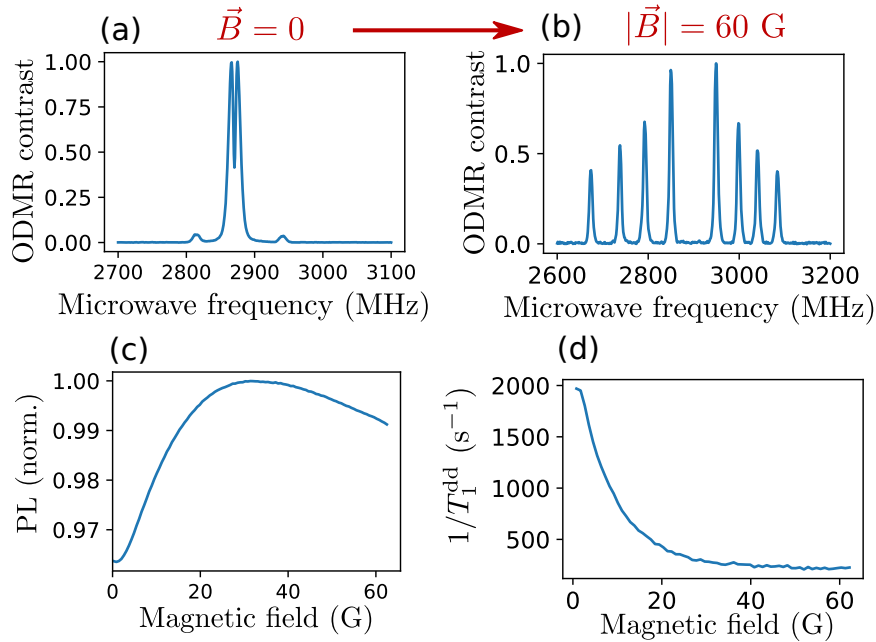 (a) B⃗ = 0 (b) |B⃗| = 60 G
ODMR contrast
1.00
0.75
0.50
0.25
0.00
2700 2800 2900 3000 3100
Microwave frequency (MHz)
ODMR contrast
1.0
0.5
0.0
2600 2800 3000 3200
Microwave frequency (MHz)
(c)
PL (norm.)
1.00
0.99
0.98
0.97
0 20 40 60
Magnetic field (G)
(d)
1/T₁ᵈᵈ (s⁻¹)
2000
1500
1000
500
0 20 40 60
Magnetic field (G)